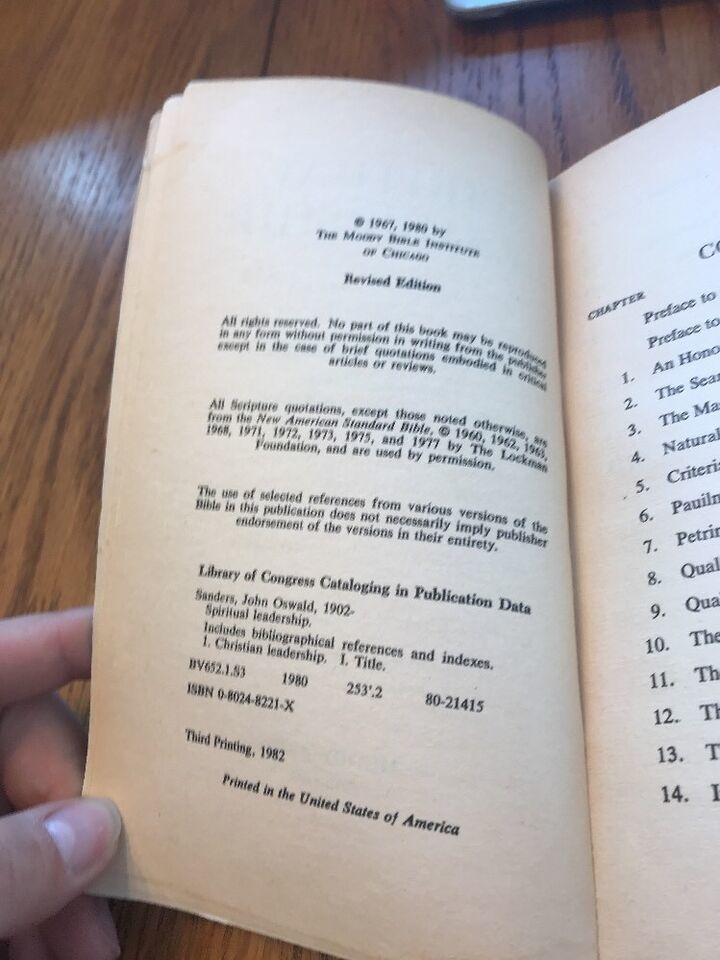 © 1967, 1980 by
THE MOODY BIBLE INSTITUTE
OF CHICAGO
Revised Edition
All rights reserved. No part of this book may be reproduced
in any form without permission in writing from the publisher
except in the case of brief quotations embodied in critical
articles or reviews.
All Scripture quotations, except those noted otherwise, are
from the New American Standard Bible, © 1960, 1962, 1963,
1968, 1971, 1972, 1973, 1975, and 1977 by The Lockman
Foundation, and are used by permission.
The use of selected references from various versions of the
Bible in this publication does not necessarily imply publisher
endorsement of the versions in their entirety.
Library of Congress Cataloging in Publication Data
Sanders, John Oswald, 1902-
Spiritual leadership.
Includes bibliographical references and indexes.
1. Christian leadership. I. Title.
BV652.1.S3 1980 253'.2 80-21415
ISBN 0-8024-8221-X
Third Printing, 1982
Printed in the United States of America
CO
CHAPTER
Preface to
Preface to
1. An Hono
2. The Sear
3. The Ma
4. Natural
5. Criteri
6. Paulin
7. Petrin
8. Qual
9. Qua
10. The
11. Th
12. Th
13. T
14. I